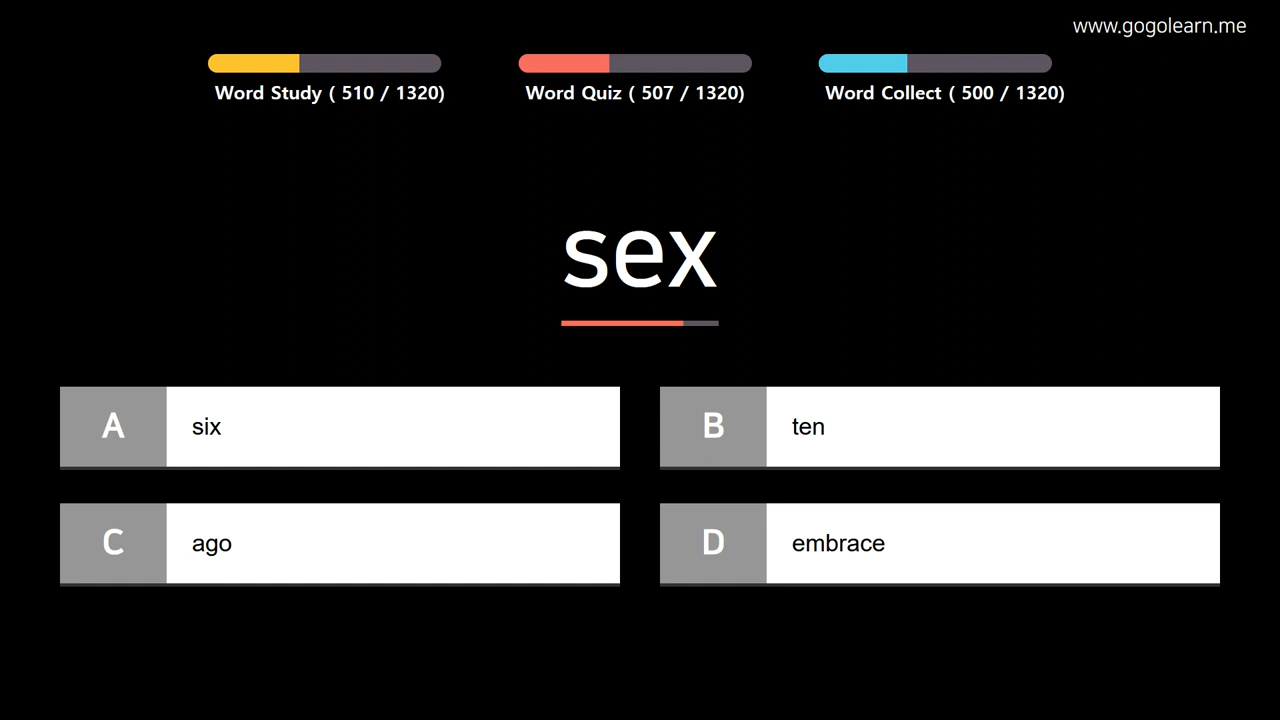 www.gogolearn.me
Word Study ( 510 / 1320)
Word Quiz ( 507 / 1320)
Word Collect ( 500 / 1320)
sex
A six
B ten
C ago
D embrace